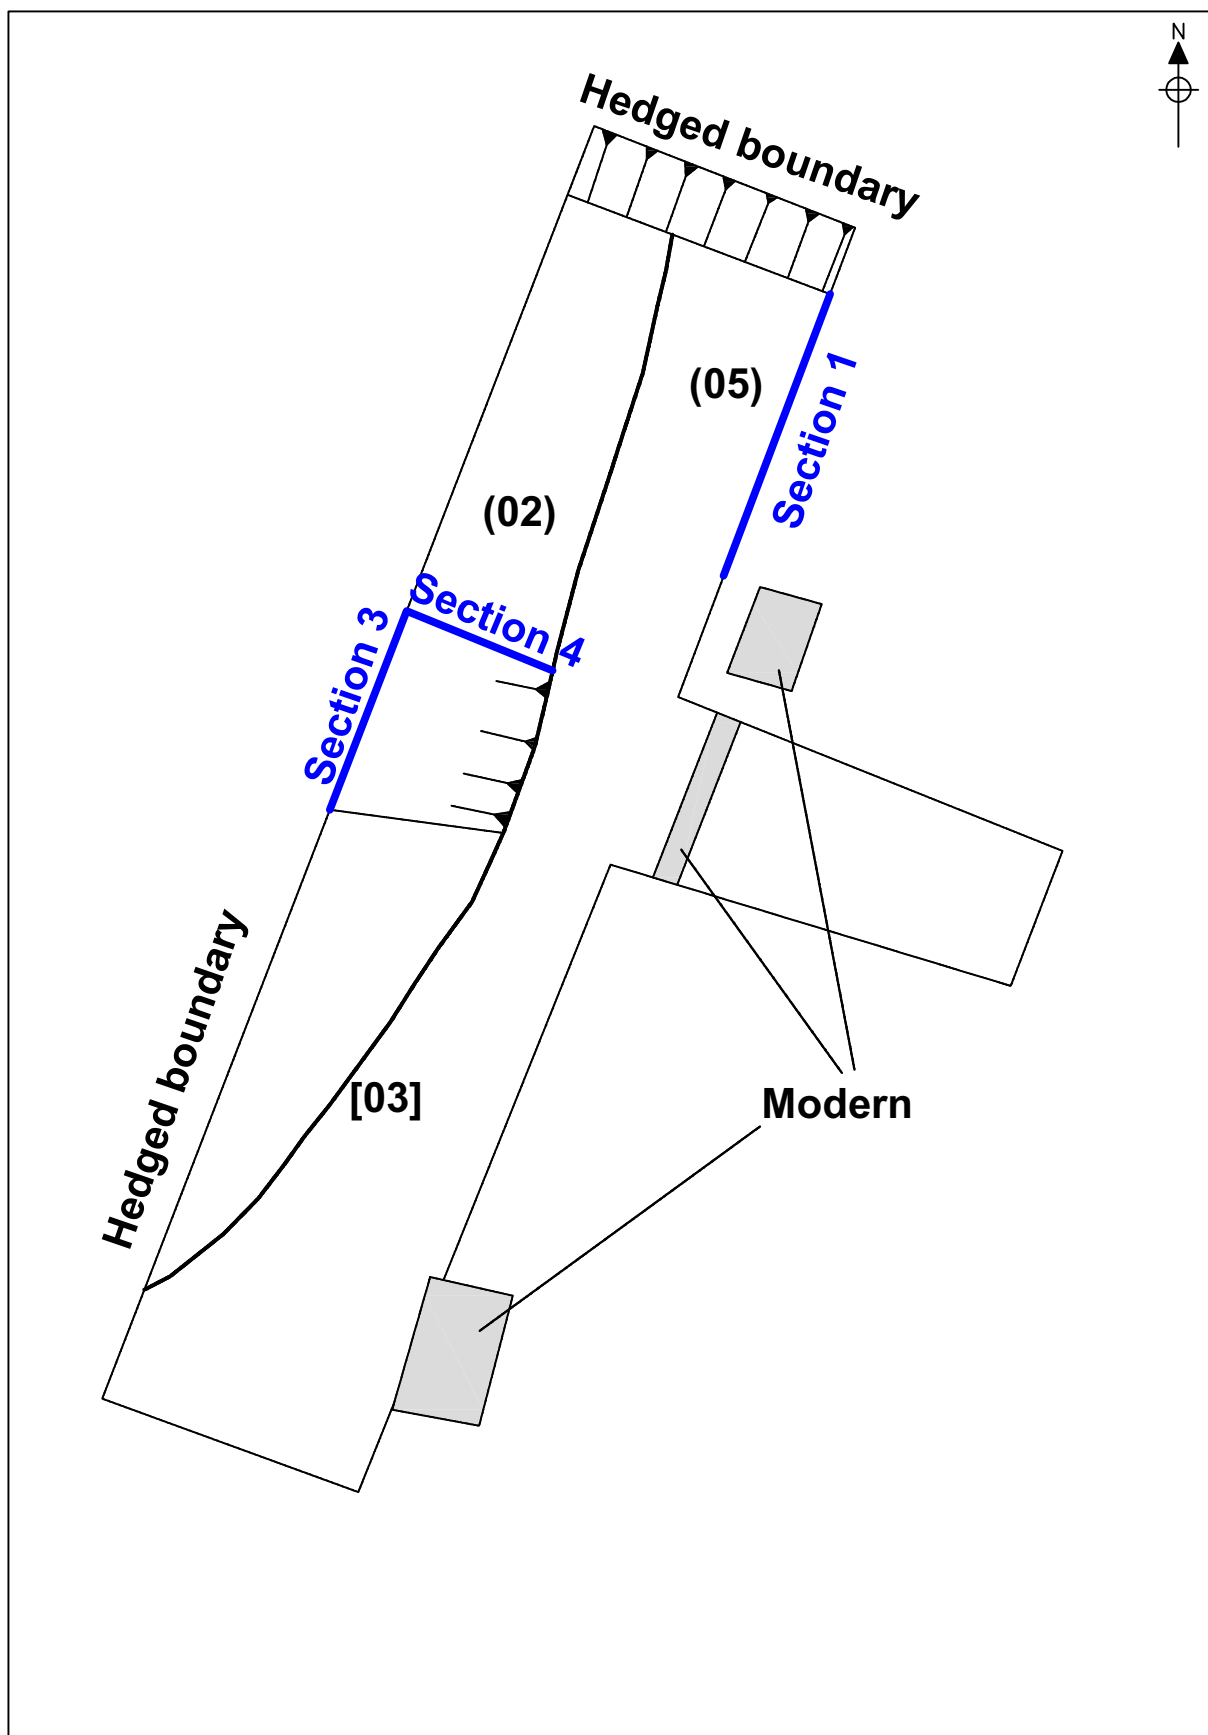 N
Hedged boundary
(05)
Section 1
(02)
Section 4
Section 3
Hedged boundary
[03]
Modern